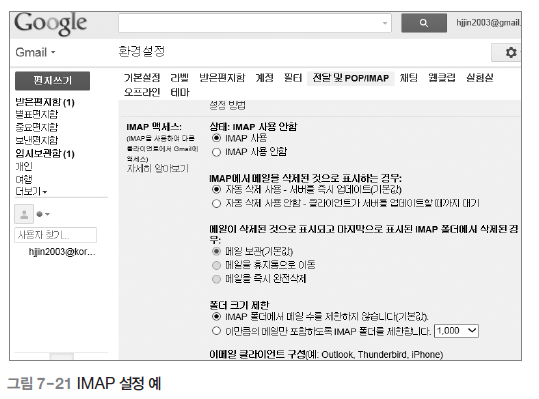 Google
hjjin2003@gmail.
Gmail
환경설정
편지쓰기
기본설정 라벨 받은편지함 계정 필터 전달 및 POP/IMAP 채팅 웹클립 실험실
오프라인 테마
받은편지함 (1)
별표편지함
중요편지함
보낸편지함
임시보관함 (1)
개인
여행
더보기
사용자 찾기...
hjjin2003@kor...
설정 방법
IMAP 액세스:
(IMAP을 사용하여 다른
클라이언트에서 Gmail에
액세스)
자세히 알아보기
상태: IMAP 사용 안함
IMAP 사용
IMAP 사용 안함
IMAP에서 메일을 삭제된 것으로 표시하는 경우:
자동 삭제 사용 - 서버를 즉시 업데이트(기본값)
자동 삭제 사용 안함 - 클라이언트가 서버를 업데이트할 때까지 대기
메일이 삭제된 것으로 표시되고 마지막으로 표시된 IMAP 폴더에서 삭제된 경
우:
메일 보관(기본값)
메일을 휴지통으로 이동
메일을 즉시 완전삭제
폴더 크기 제한
IMAP 폴더에서 메일 수를 제한하지 않습니다(기본값).
이만큼의 메일만 포함하도록 IMAP 폴더를 제한합니다. 1,000
이메일 클라이언트 구성(예: Outlook, Thunderbird, iPhone)
그림 7-21 IMAP 설정 예